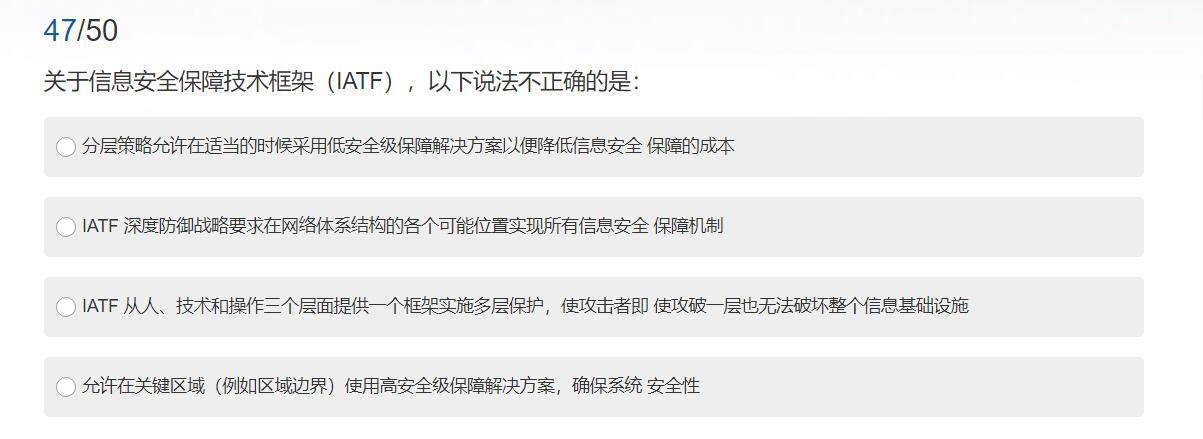 47/50
关于信息安全保障技术框架（IATF），以下说法不正确的是：
分层策略允许在适当的时候采用低安全级保障解决方案以便降低信息安全 保障的成本
IATF 深度防御战略要求在网络体系结构的各个可能位置实现所有信息安全 保障机制
IATF 从人、技术和操作三个层面提供一个框架实施多层保护，使攻击者即 使攻破一层也无法破坏整个信息基础设施
允许在关键区域（例如区域边界）使用高安全级保障解决方案，确保系统 安全性